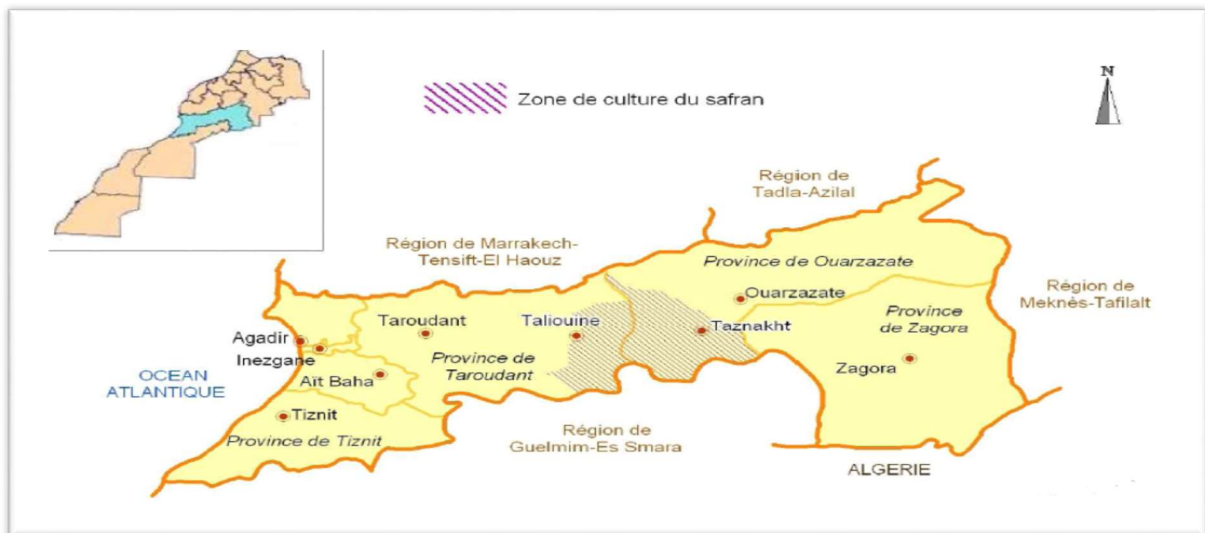 Zone de culture du safran
N
Région de
Tadla-Azilal
Région de Marrakech-
Tensift-El Haouz
Province de Ouarzazate
Région de
Meknès-Tafilalt
Ouarzazate
Province
de Zagora
Taroudant
Taliouine
Taznakht
Agadir
Inezgane
Province de
Taroudant
Zagora
OCEAN
ATLANTIQUE
Aït Baha
Tiznit
Province de Tiznit
Région de
Guelmim-Es Smara
ALGERIE